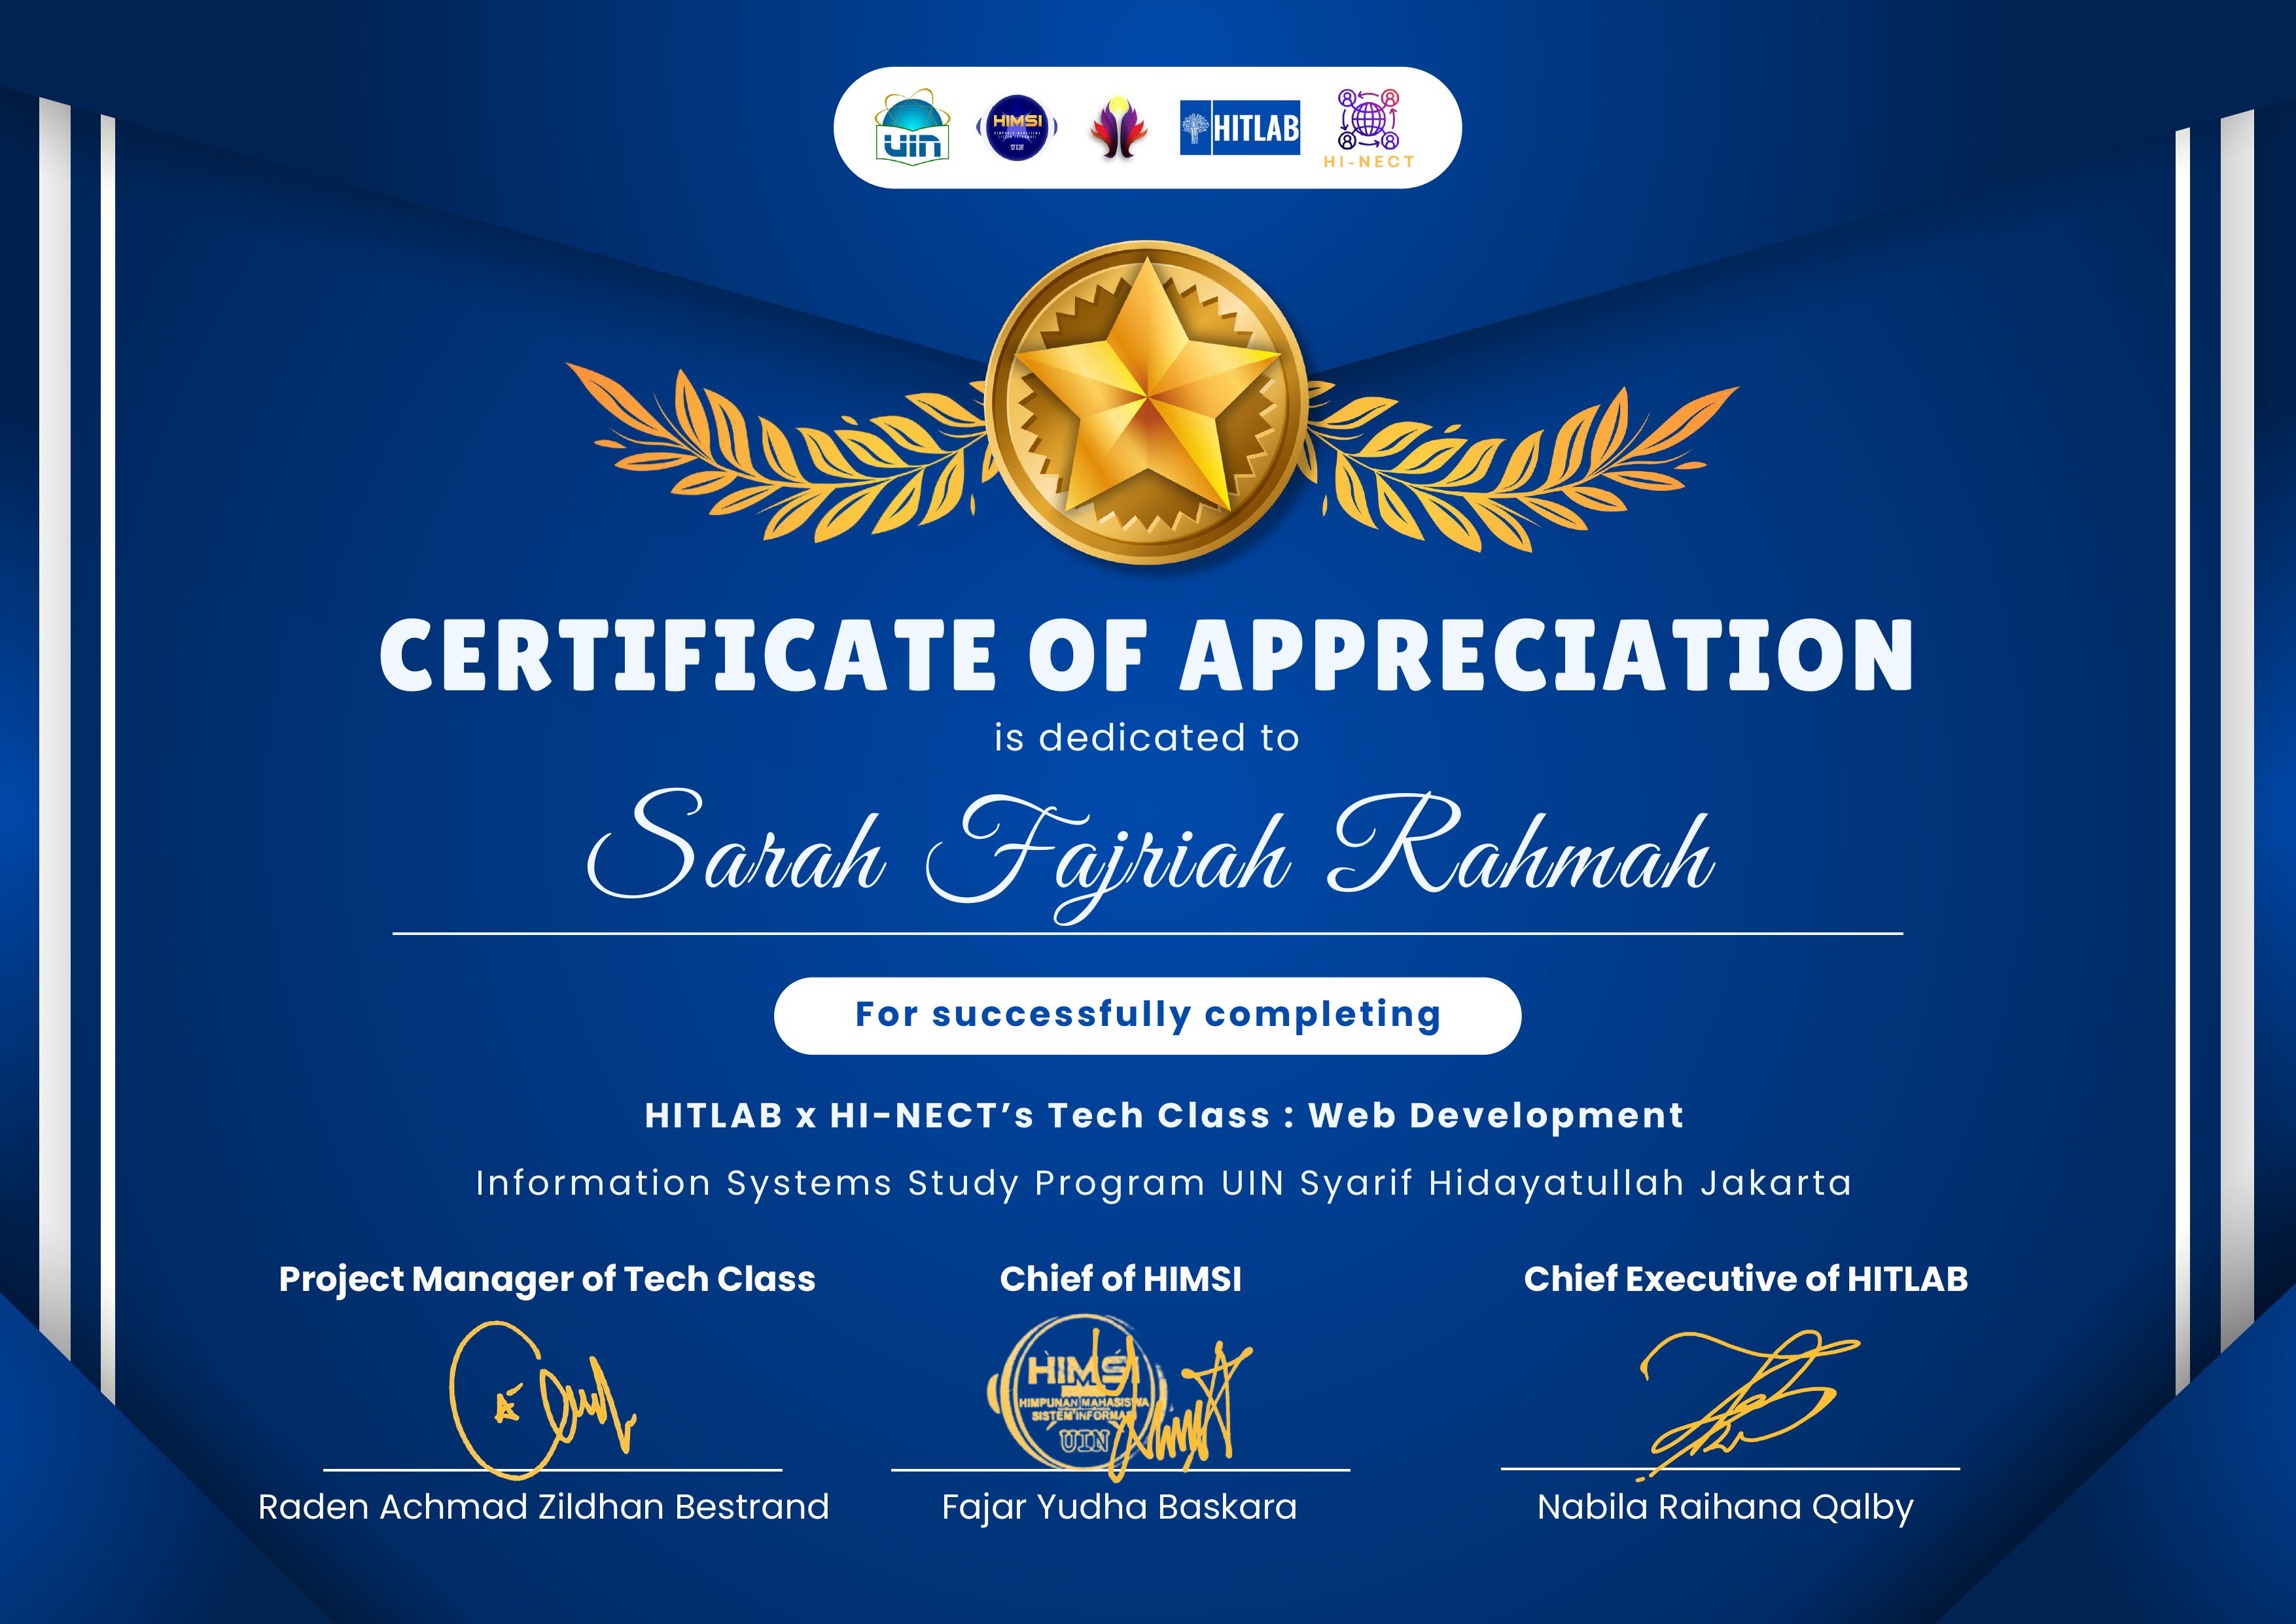 UIN
HIMSI
UIN
HITLAB
HI-NECT
CERTIFICATE OF APPRECIATION
is dedicated to
Sarah Fajriah Rahmah
For successfully completing
HITLAB x HI-NECT’s Tech Class : Web Development
Information Systems Study Program UIN Syarif Hidayatullah Jakarta
Project Manager of Tech Class
Chief of HIMSI
Chief Executive of HITLAB
HIMSI
HIMPUNAN MAHASISWA
SISTEM INFORMASI
UIN
Raden Achmad Zildhan Bestrand
Fajar Yudha Baskara
Nabila Raihana Qalby